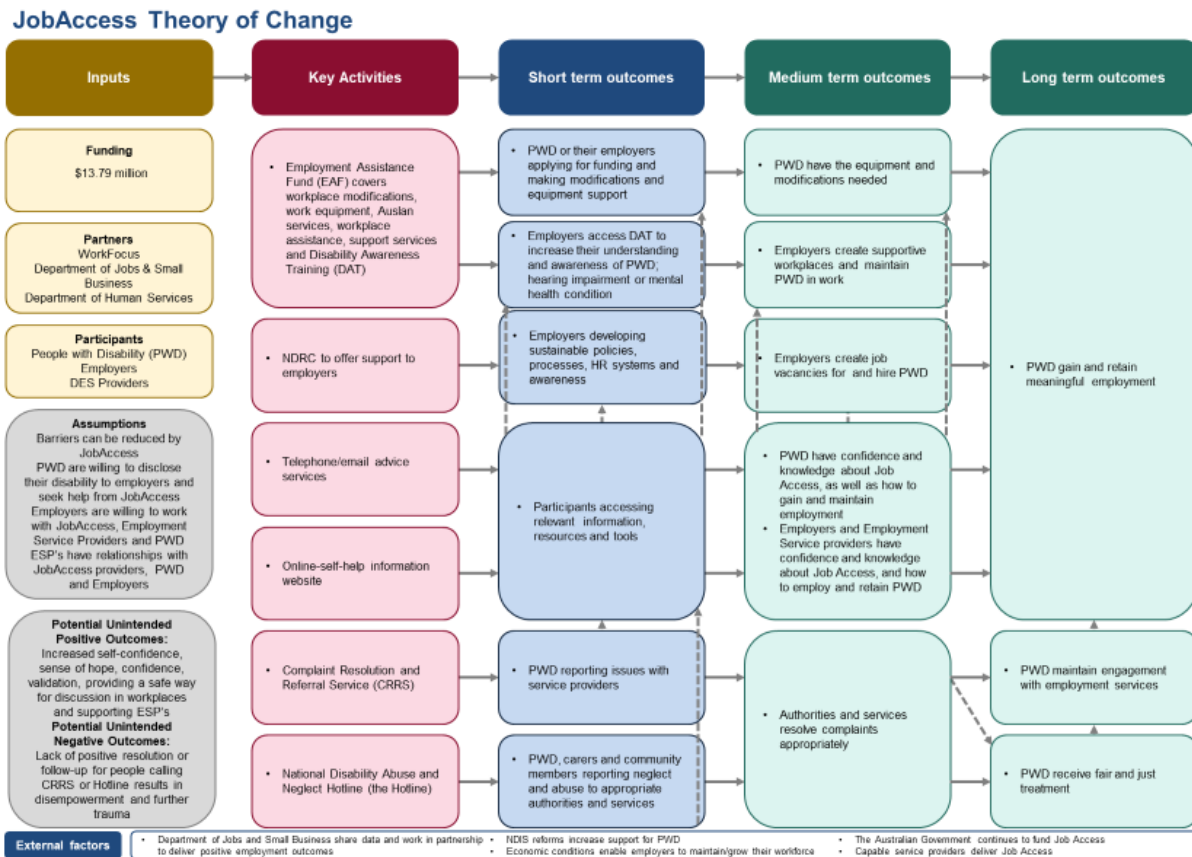 JobAccess Theory of Change
Inputs
Key Activities
Short term outcomes
Medium term outcomes
Long term outcomes
Funding
$13.79 million
Partners
WorkFocus
Department of Jobs & Small
Business
Department of Human Services
Participants
People with Disability (PWD)
Employers
DES Providers
Assumptions
Barriers can be reduced by
JobAccess
PWD are willing to disclose
their disability to employers and
seek help from JobAccess
Employers are willing to work
with JobAccess, Employment
Service Providers and PWD
ESP's have relationships with
JobAccess providers, PWD
and Employers
Potential Unintended
Positive Outcomes:
Increased self-confidence,
sense of hope, confidence,
validation, providing a safe way
for discussion in workplaces
and supporting ESP's
Potential Unintended
Negative Outcomes:
Lack of positive resolution or
follow-up for people calling
CRRS or Hotline results in
disempowerment and further
trauma
• Employment Assistance
Fund (EAF) covers
workplace modifications,
work equipment, Auslan
services, workplace
assistance, support services
and Disability Awareness
Training (DAT)
• NDRC to offer support to
employers
• Telephone/email advice
services
• Online-self-help information
website
• Complaint Resolution and
Referral Service (CRRS)
• National Disability Abuse and
Neglect Hotline (the Hotline)
• PWD or their employers
applying for funding and
making modifications and
equipment support
• Employers access DAT to
increase their understanding
and awareness of PWD;
hearing impairment or mental
health condition
• Employers developing
sustainable policies,
processes, HR systems and
awareness
• Participants accessing
relevant information,
resources and tools
• PWD reporting issues with
service providers
• PWD, carers and community
members reporting neglect
and abuse to appropriate
authorities and services
• PWD have the equipment and
modifications needed
• Employers create supportive
workplaces and maintain
PWD in work
• Employers create job
vacancies for and hire PWD
• PWD have confidence and
knowledge about Job
Access, as well as how to
gain and maintain
employment
• Employers and Employment
Service providers have
confidence and knowledge
about Job Access, and how
to employ and retain PWD
• Authorities and services
resolve complaints
appropriately
• PWD gain and retain
meaningful employment
• PWD maintain engagement
with employment services
• PWD receive fair and just
treatment
External factors
• Department of Jobs and Small Business share data and work in partnership
to deliver positive employment outcomes
• NDIS reforms increase support for PWD
• Economic conditions enable employers to maintain/grow their workforce
• The Australian Government continues to fund Job Access
• Capable service providers deliver Job Access